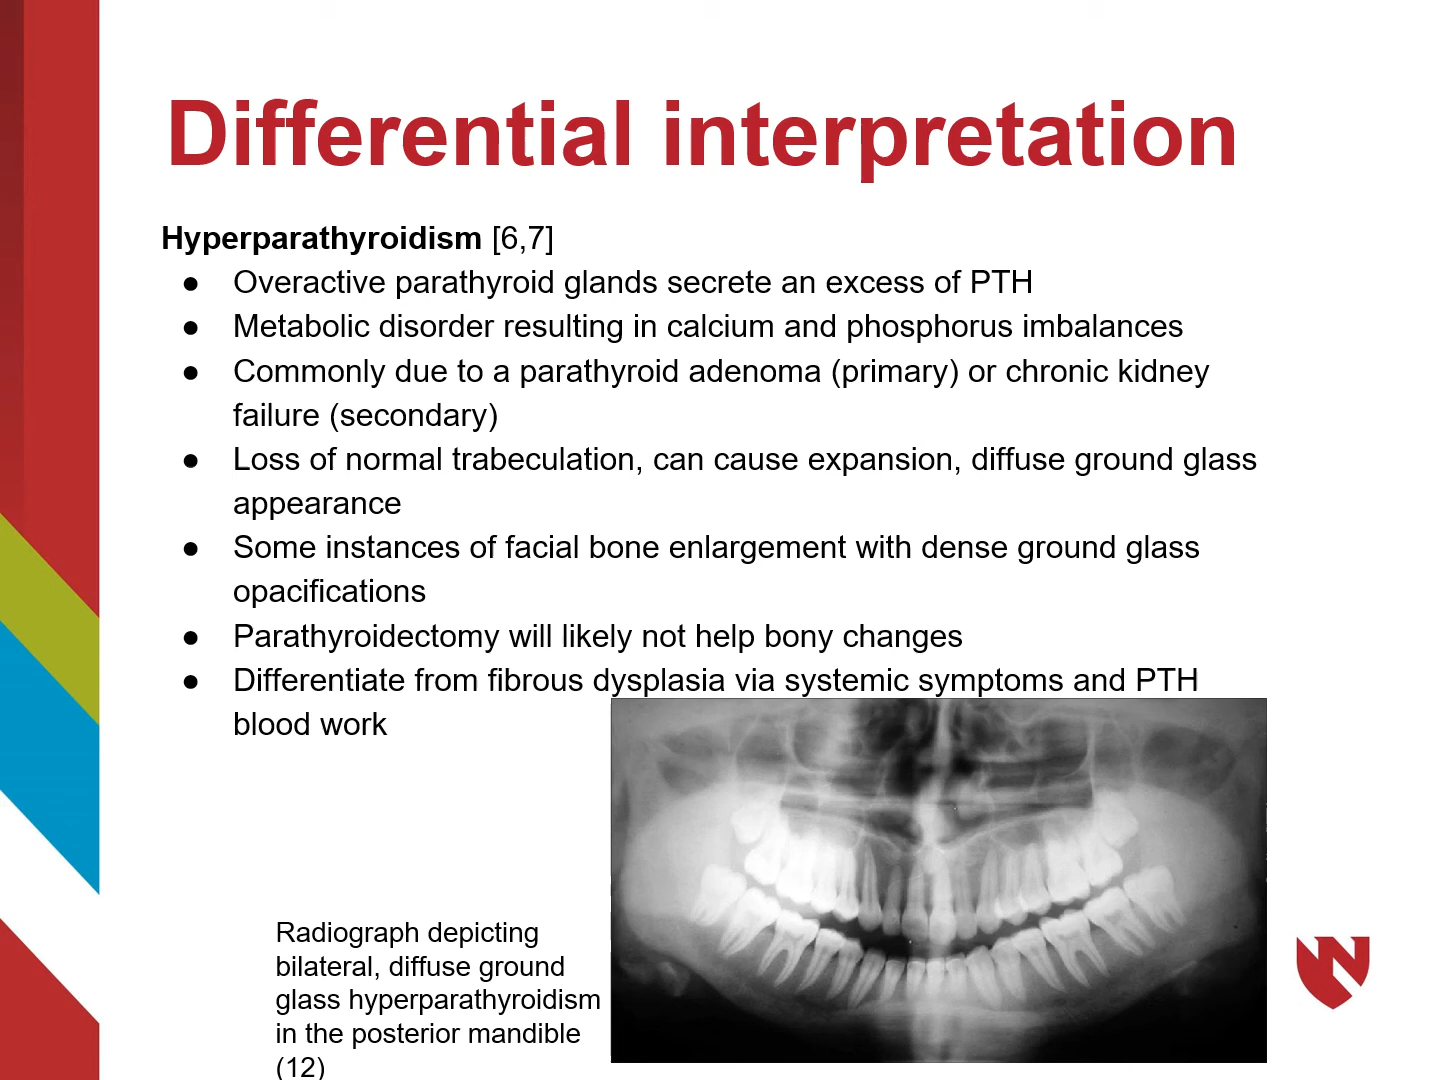 Differential interpretation
Hyperparathyroidism [6,7]
● Overactive parathyroid glands secrete an excess of PTH
● Metabolic disorder resulting in calcium and phosphorus imbalances
● Commonly due to a parathyroid adenoma (primary) or chronic kidney
failure (secondary)
● Loss of normal trabeculation, can cause expansion, diffuse ground glass
appearance
● Some instances of facial bone enlargement with dense ground glass
opacifications
● Parathyroidectomy will likely not help bony changes
● Differentiate from fibrous dysplasia via systemic symptoms and PTH
blood work
Radiograph depicting
bilateral, diffuse ground
glass hyperparathyroidism
in the posterior mandible
(12)
N